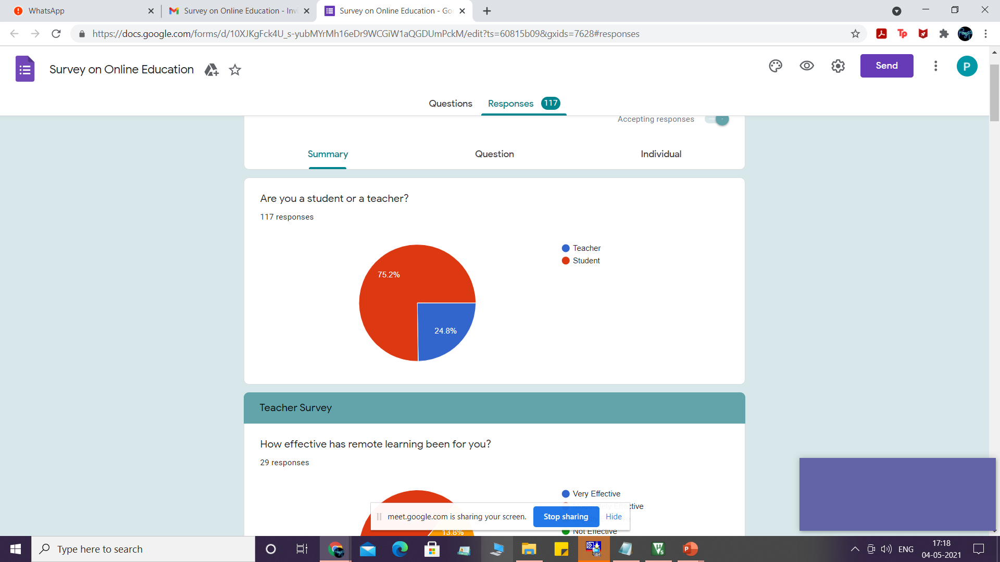 WhatsApp
Survey on Online Education - Inv
Survey on Online Education - Goo
https://docs.google.com/forms/d/10XJKgFck4U_s-yubMYrMh16eDr9WCGiW1aQGDUmPckM/edit?ts=60815b09&gxids=7628#responses
Survey on Online Education
Send
P
Questions
Responses 117
Accepting responses
Summary
Question
Individual
Are you a student or a teacher?
117 responses
Teacher
Student
75.2%
24.8%
Teacher Survey
How effective has remote learning been for you?
29 responses
Very Effective
Effective
Not Effective
13.8%
meet.google.com is sharing your screen.
Stop sharing
Hide
Type here to search
ENG
17:18
04-05-2021